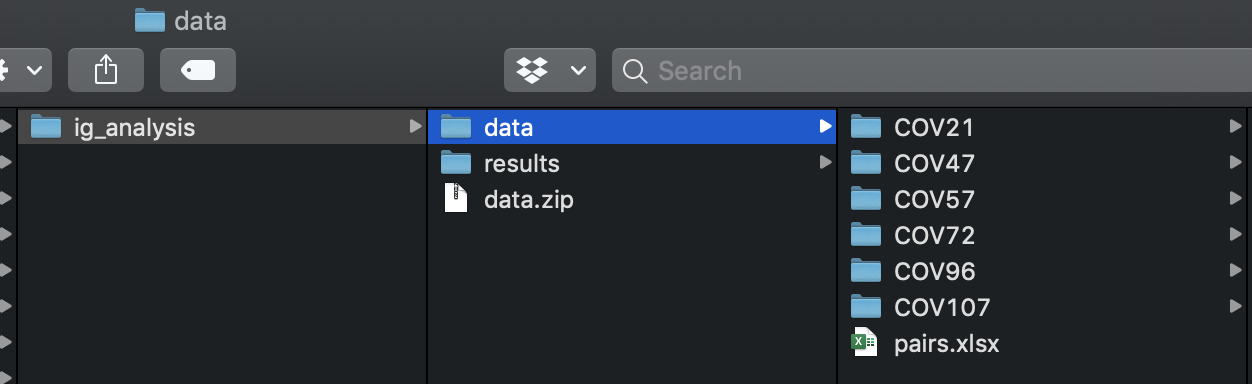 data
Search
ig_analysis
data
results
data.zip
COV21
COV47
COV57
COV72
COV96
COV107
pairs.xlsx